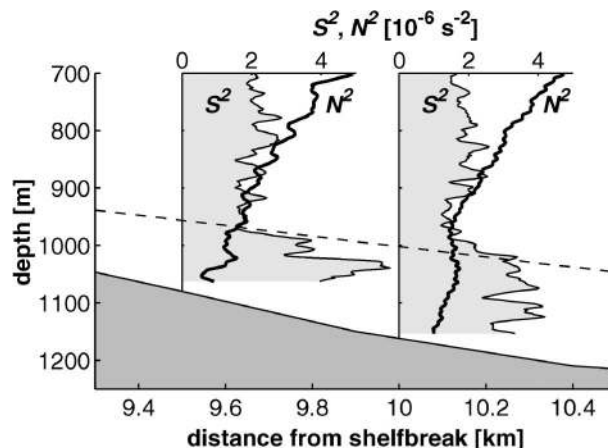 S², N² [10⁻⁶ s⁻²]
0 2 4 0 2 4
S² N² S² N²
700
800
900
1000
1100
1200
depth [m]
9.4 9.6 9.8 10 10.2 10.4
distance from shelfbreak [km]